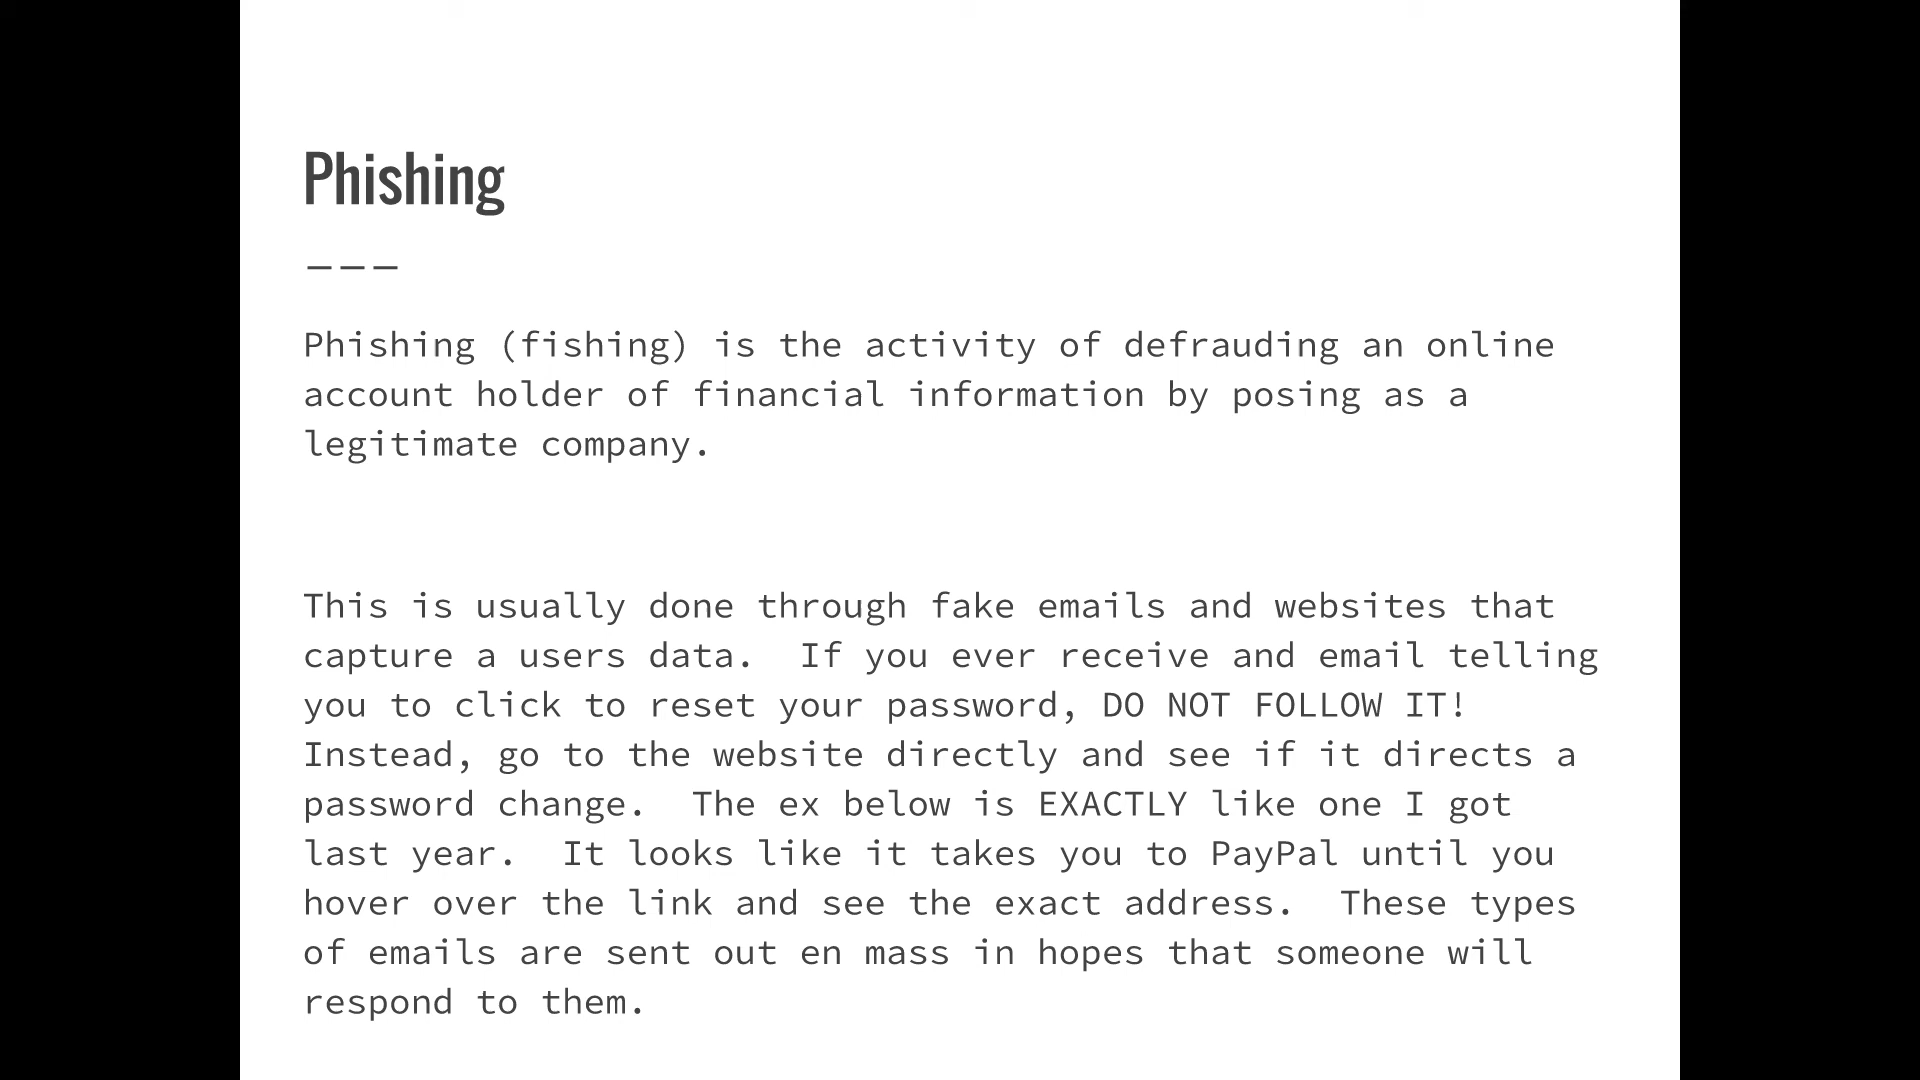 Phishing
———
Phishing (fishing) is the activity of defrauding an online
account holder of financial information by posing as a
legitimate company.
This is usually done through fake emails and websites that
capture a users data.  If you ever receive and email telling
you to click to reset your password, DO NOT FOLLOW IT!
Instead, go to the website directly and see if it directs a
password change.  The ex below is EXACTLY like one I got
last year.  It looks like it takes you to PayPal until you
hover over the link and see the exact address.  These types
of emails are sent out en mass in hopes that someone will
respond to them.